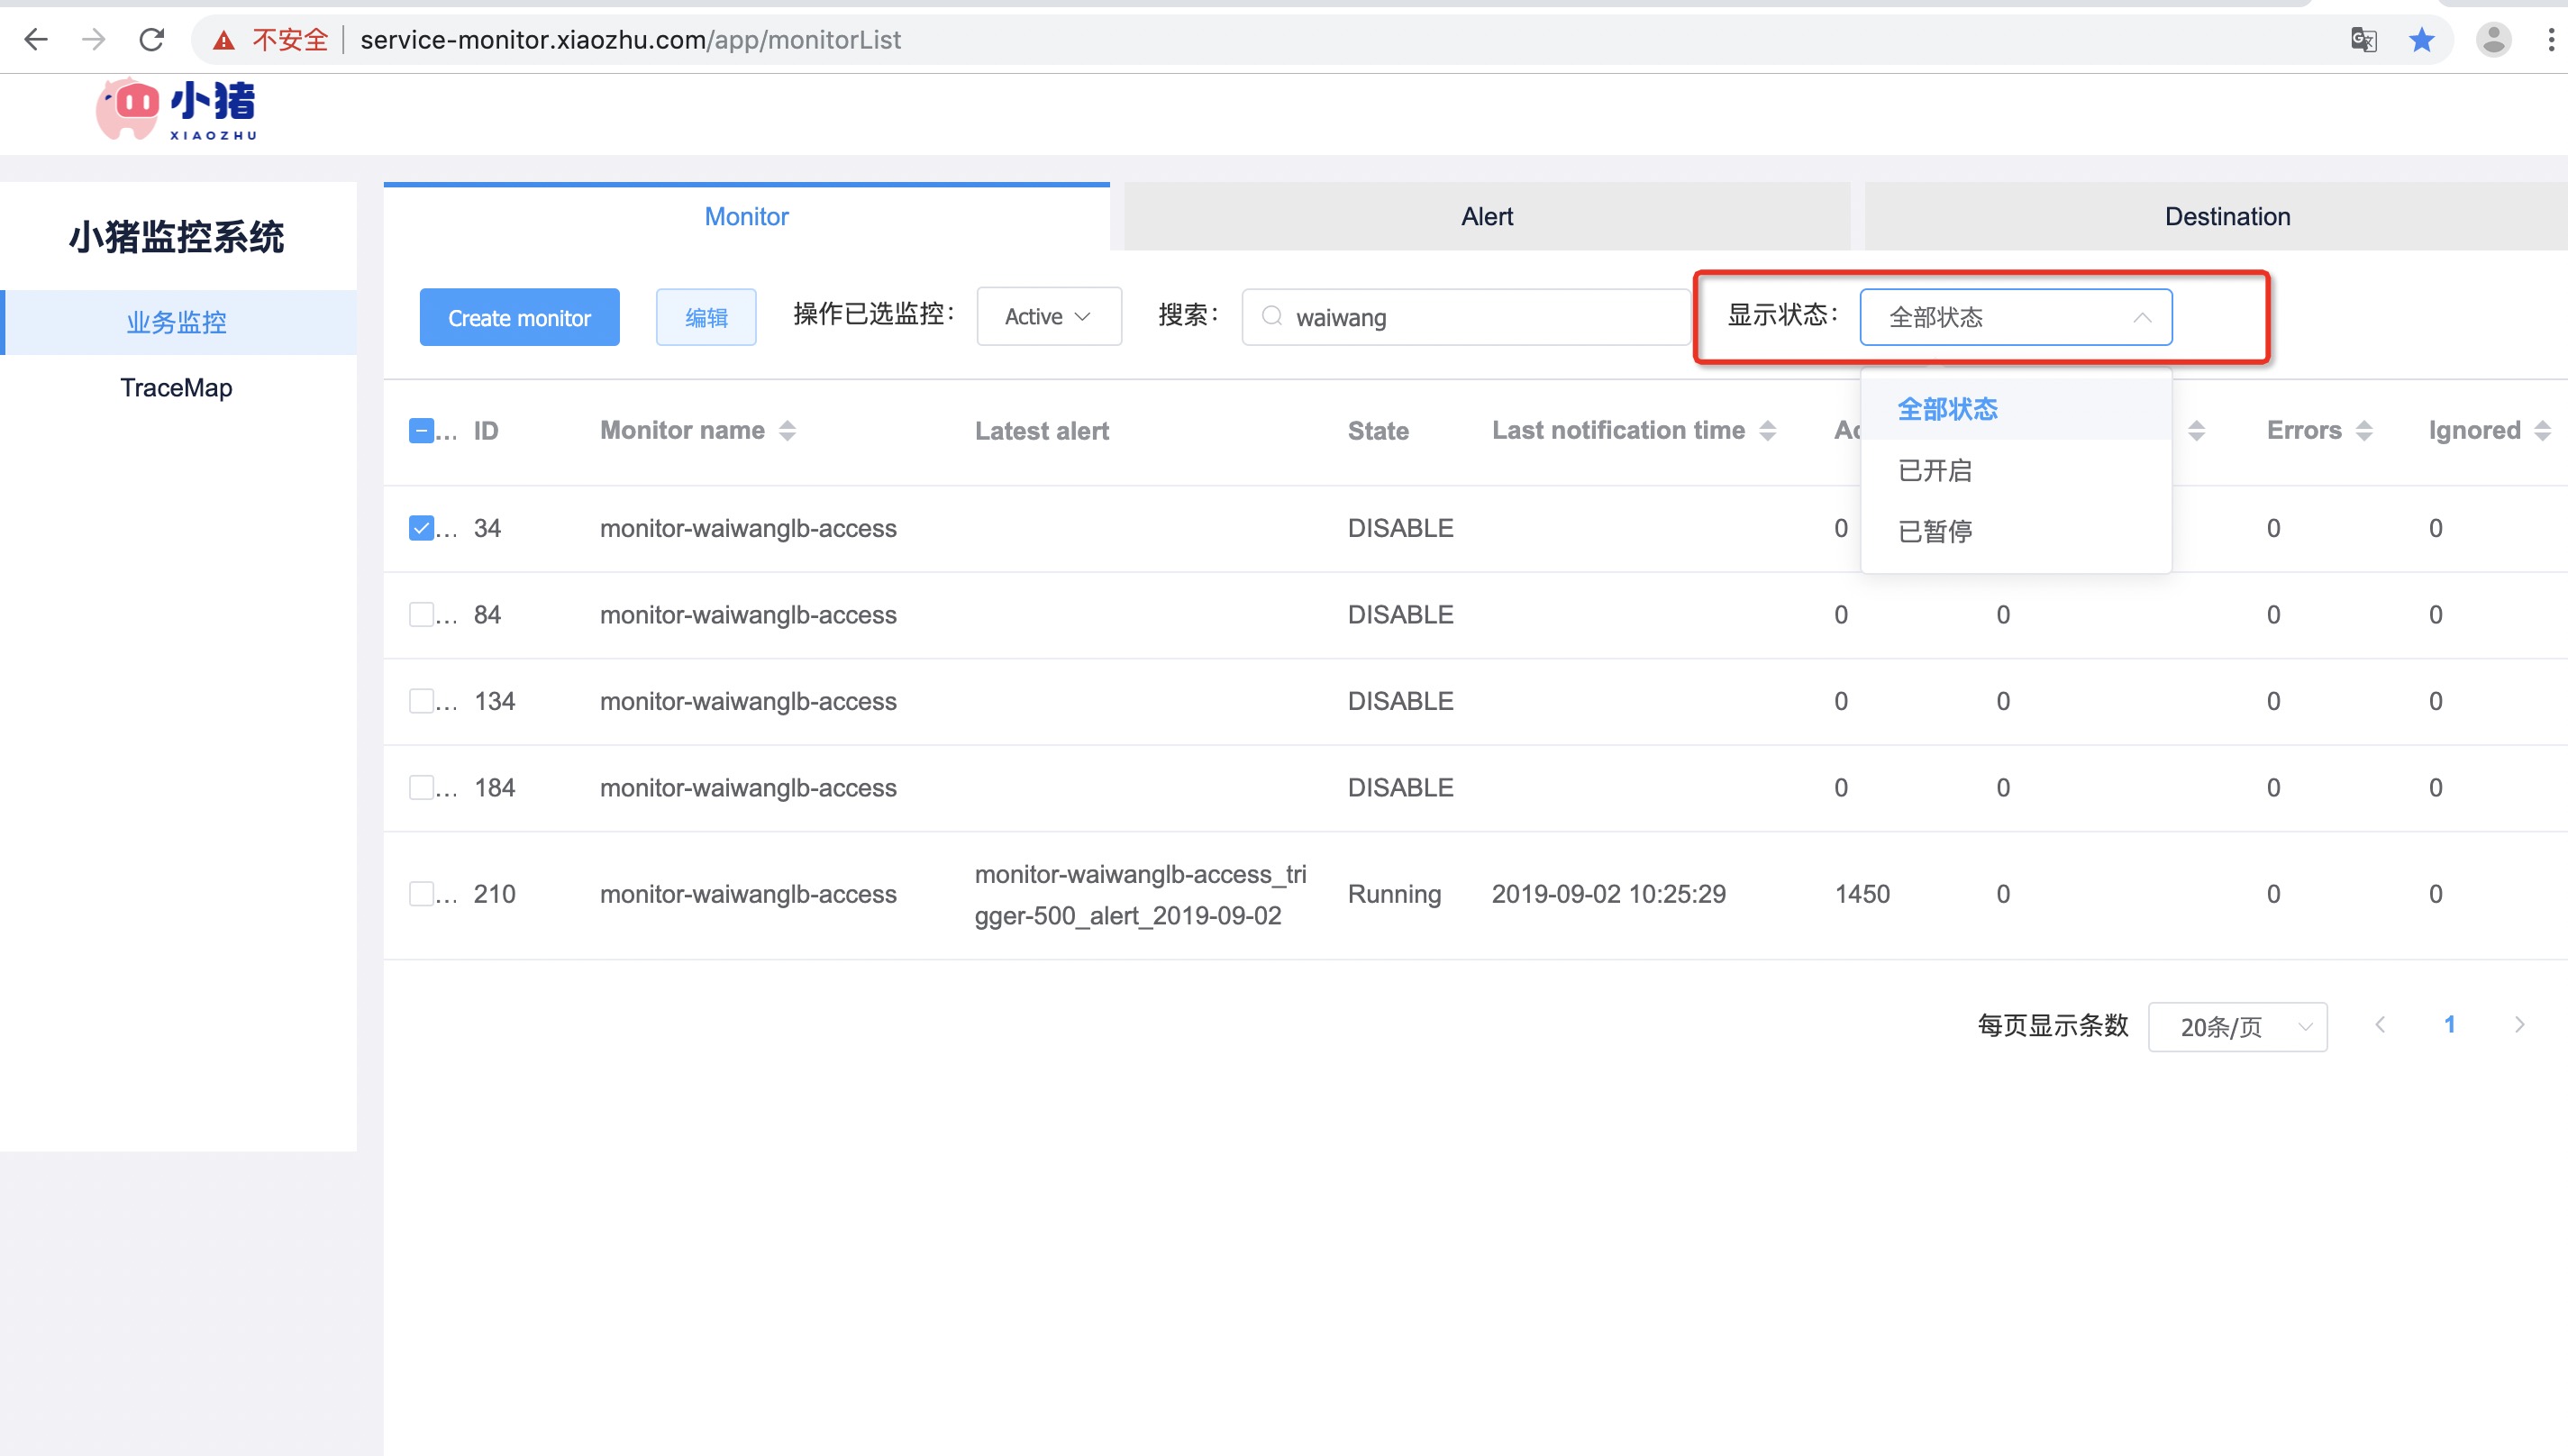 不安全 service-monitor.xiaozhu.com/app/monitorList
小猪
XIAOZHU
小猪监控系统
业务监控
TraceMap
Monitor Alert Destination
Create monitor 编辑 操作已选监控： Active 搜索： waiwang 显示状态： 全部状态
全部状态
已开启
已暂停
... ID Monitor name Latest alert State Last notification time Errors Ignored
... 34 monitor-waiwanglb-access DISABLE 0 0 0
... 84 monitor-waiwanglb-access DISABLE 0 0 0 0
... 134 monitor-waiwanglb-access DISABLE 0 0 0 0
... 184 monitor-waiwanglb-access DISABLE 0 0 0 0
... 210 monitor-waiwanglb-access monitor-waiwanglb-access_tri
gger-500_alert_2019-09-02 Running 2019-09-02 10:25:29 1450 0 0 0
每页显示条数 20条/页 1